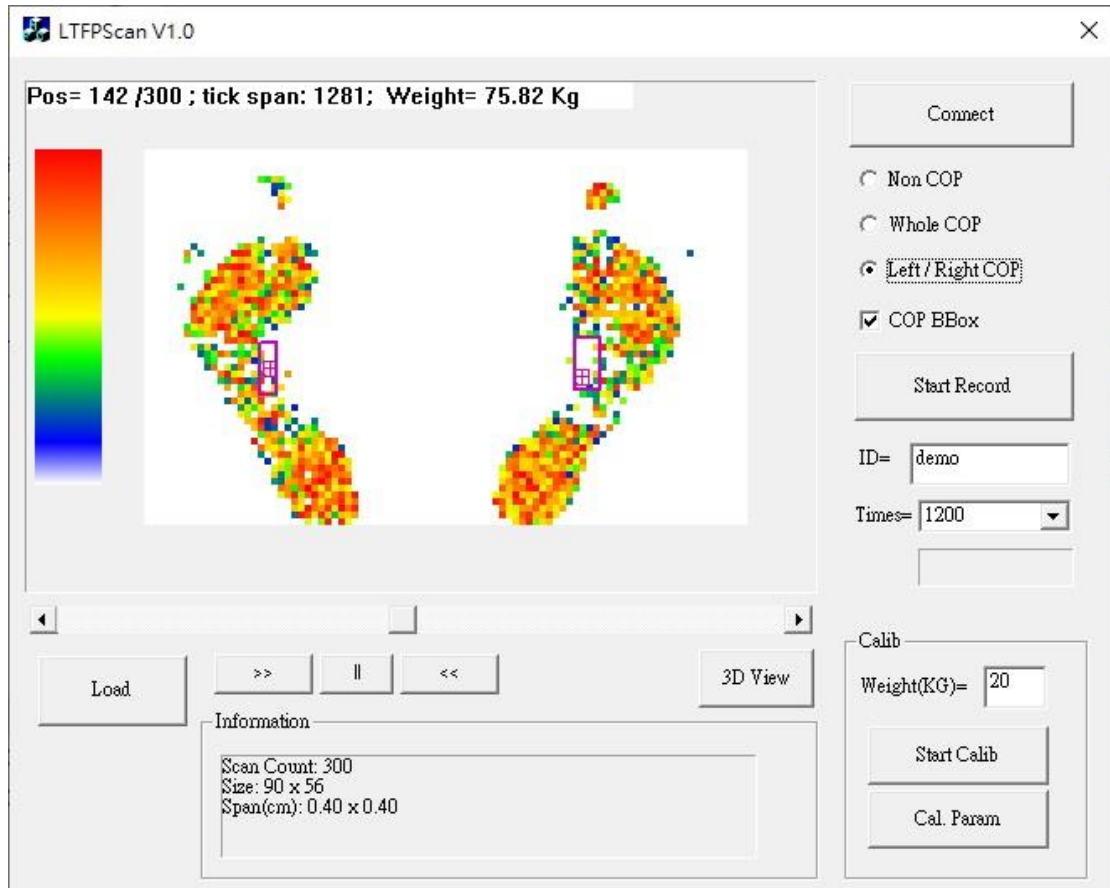 LTFPScan V1.0
Pos= 142 /300 ; tick span: 1281; Weight= 75.82 Kg
Connect
Non COP
Whole COP
Left / Right COP
COP BBox
Start Record
ID= demo
Times= 1200
Load
>>
||
<<
3D View
Information
Scan Count: 300
Size: 90 x 56
Span(cm): 0.40 x 0.40
Calib
Weight(KG)= 20
Start Calib
Cal. Param